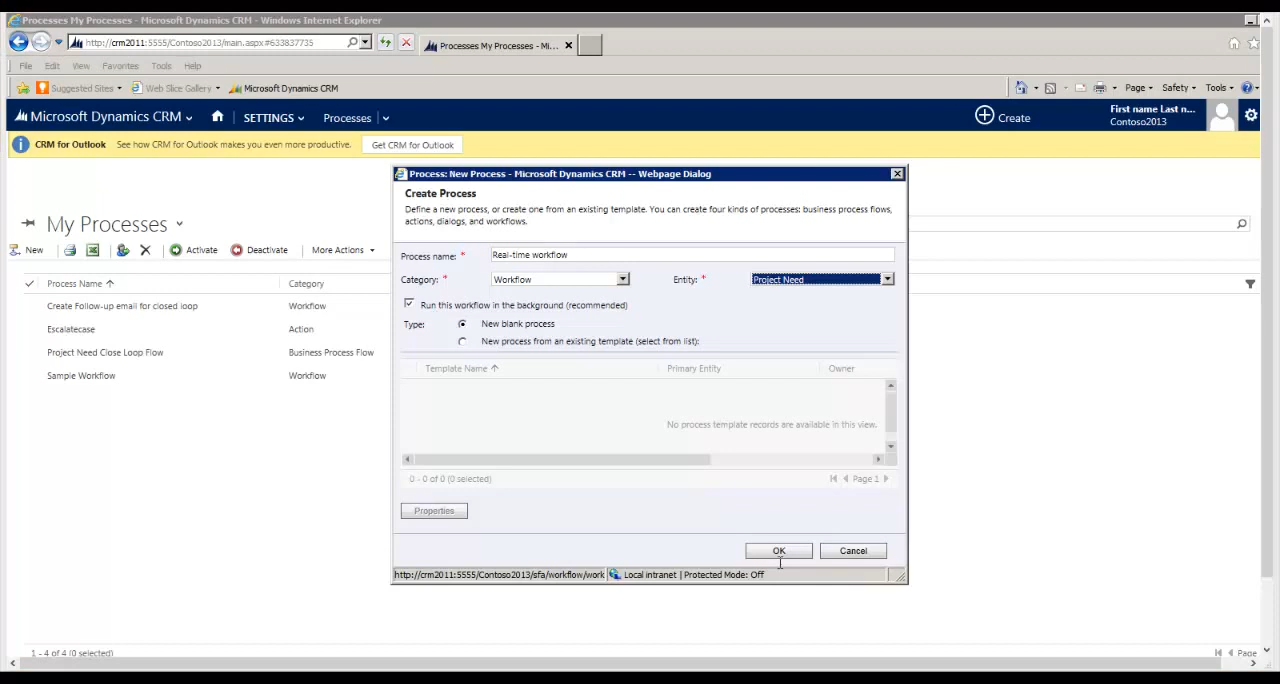 Processes My Processes - Microsoft Dynamics CRM - Windows Internet Explorer
http://crm2011:5555/Contoso2013/main.aspx#633837735
Processes My Processes - Mi...
File Edit View Favorites Tools Help
Suggested Sites Web Slice Gallery Microsoft Dynamics CRM
Page Safety Tools
Microsoft Dynamics CRM SETTINGS Processes Create First name Last n...
Contoso2013
CRM for Outlook See how CRM for Outlook makes you even more productive. Get CRM for Outlook
My Processes
New Activate Deactivate More Actions
Process Name Category
Create Follow-up email for closed loop Workflow
Escalatecase Action
Project Need Close Loop Flow Business Process Flow
Sample Workflow Workflow
Process: New Process - Microsoft Dynamics CRM -- Webpage Dialog
Create Process
Define a new process, or create one from an existing template. You can create four kinds of processes: business process flows,
actions, dialogs, and workflows.
Process name: * Real-time workflow
Category: * Workflow Entity: * Project Need
Run this workflow in the background (recommended)
Type: New blank process
New process from an existing template (select from list):
Template Name Primary Entity Owner
No process template records are available in this view.
0 - 0 of 0 (0 selected) Page 1
Properties
OK Cancel
http://crm2011:5555/Contoso2013/sfa/workflow/work Local intranet | Protected Mode: Off
1 - 4 of 4 (0 selected) Page